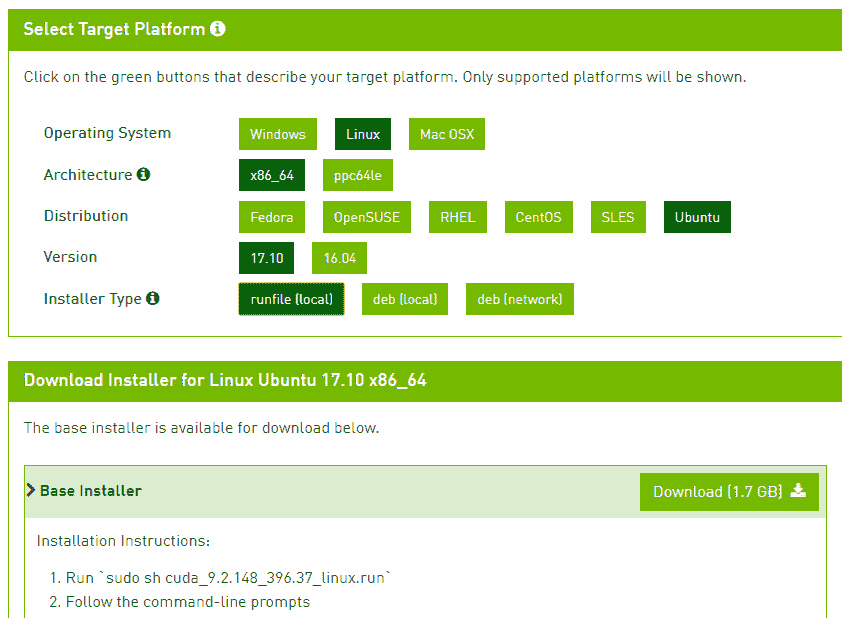 Select Target Platform
Click on the green buttons that describe your target platform. Only supported platforms will be shown.
Operating System Windows Linux Mac OSX
Architecture x86_64 ppc64le
Distribution Fedora OpenSUSE RHEL CentOS SLES Ubuntu
Version 17.10 16.04
Installer Type runfile (local) deb (local) deb (network)
Download Installer for Linux Ubuntu 17.10 x86_64
The base installer is available for download below.
Base Installer Download (1.7 GB)
Installation Instructions:
1. Run `sudo sh cuda_9.2.148_396.37_linux.run`
2. Follow the command-line prompts